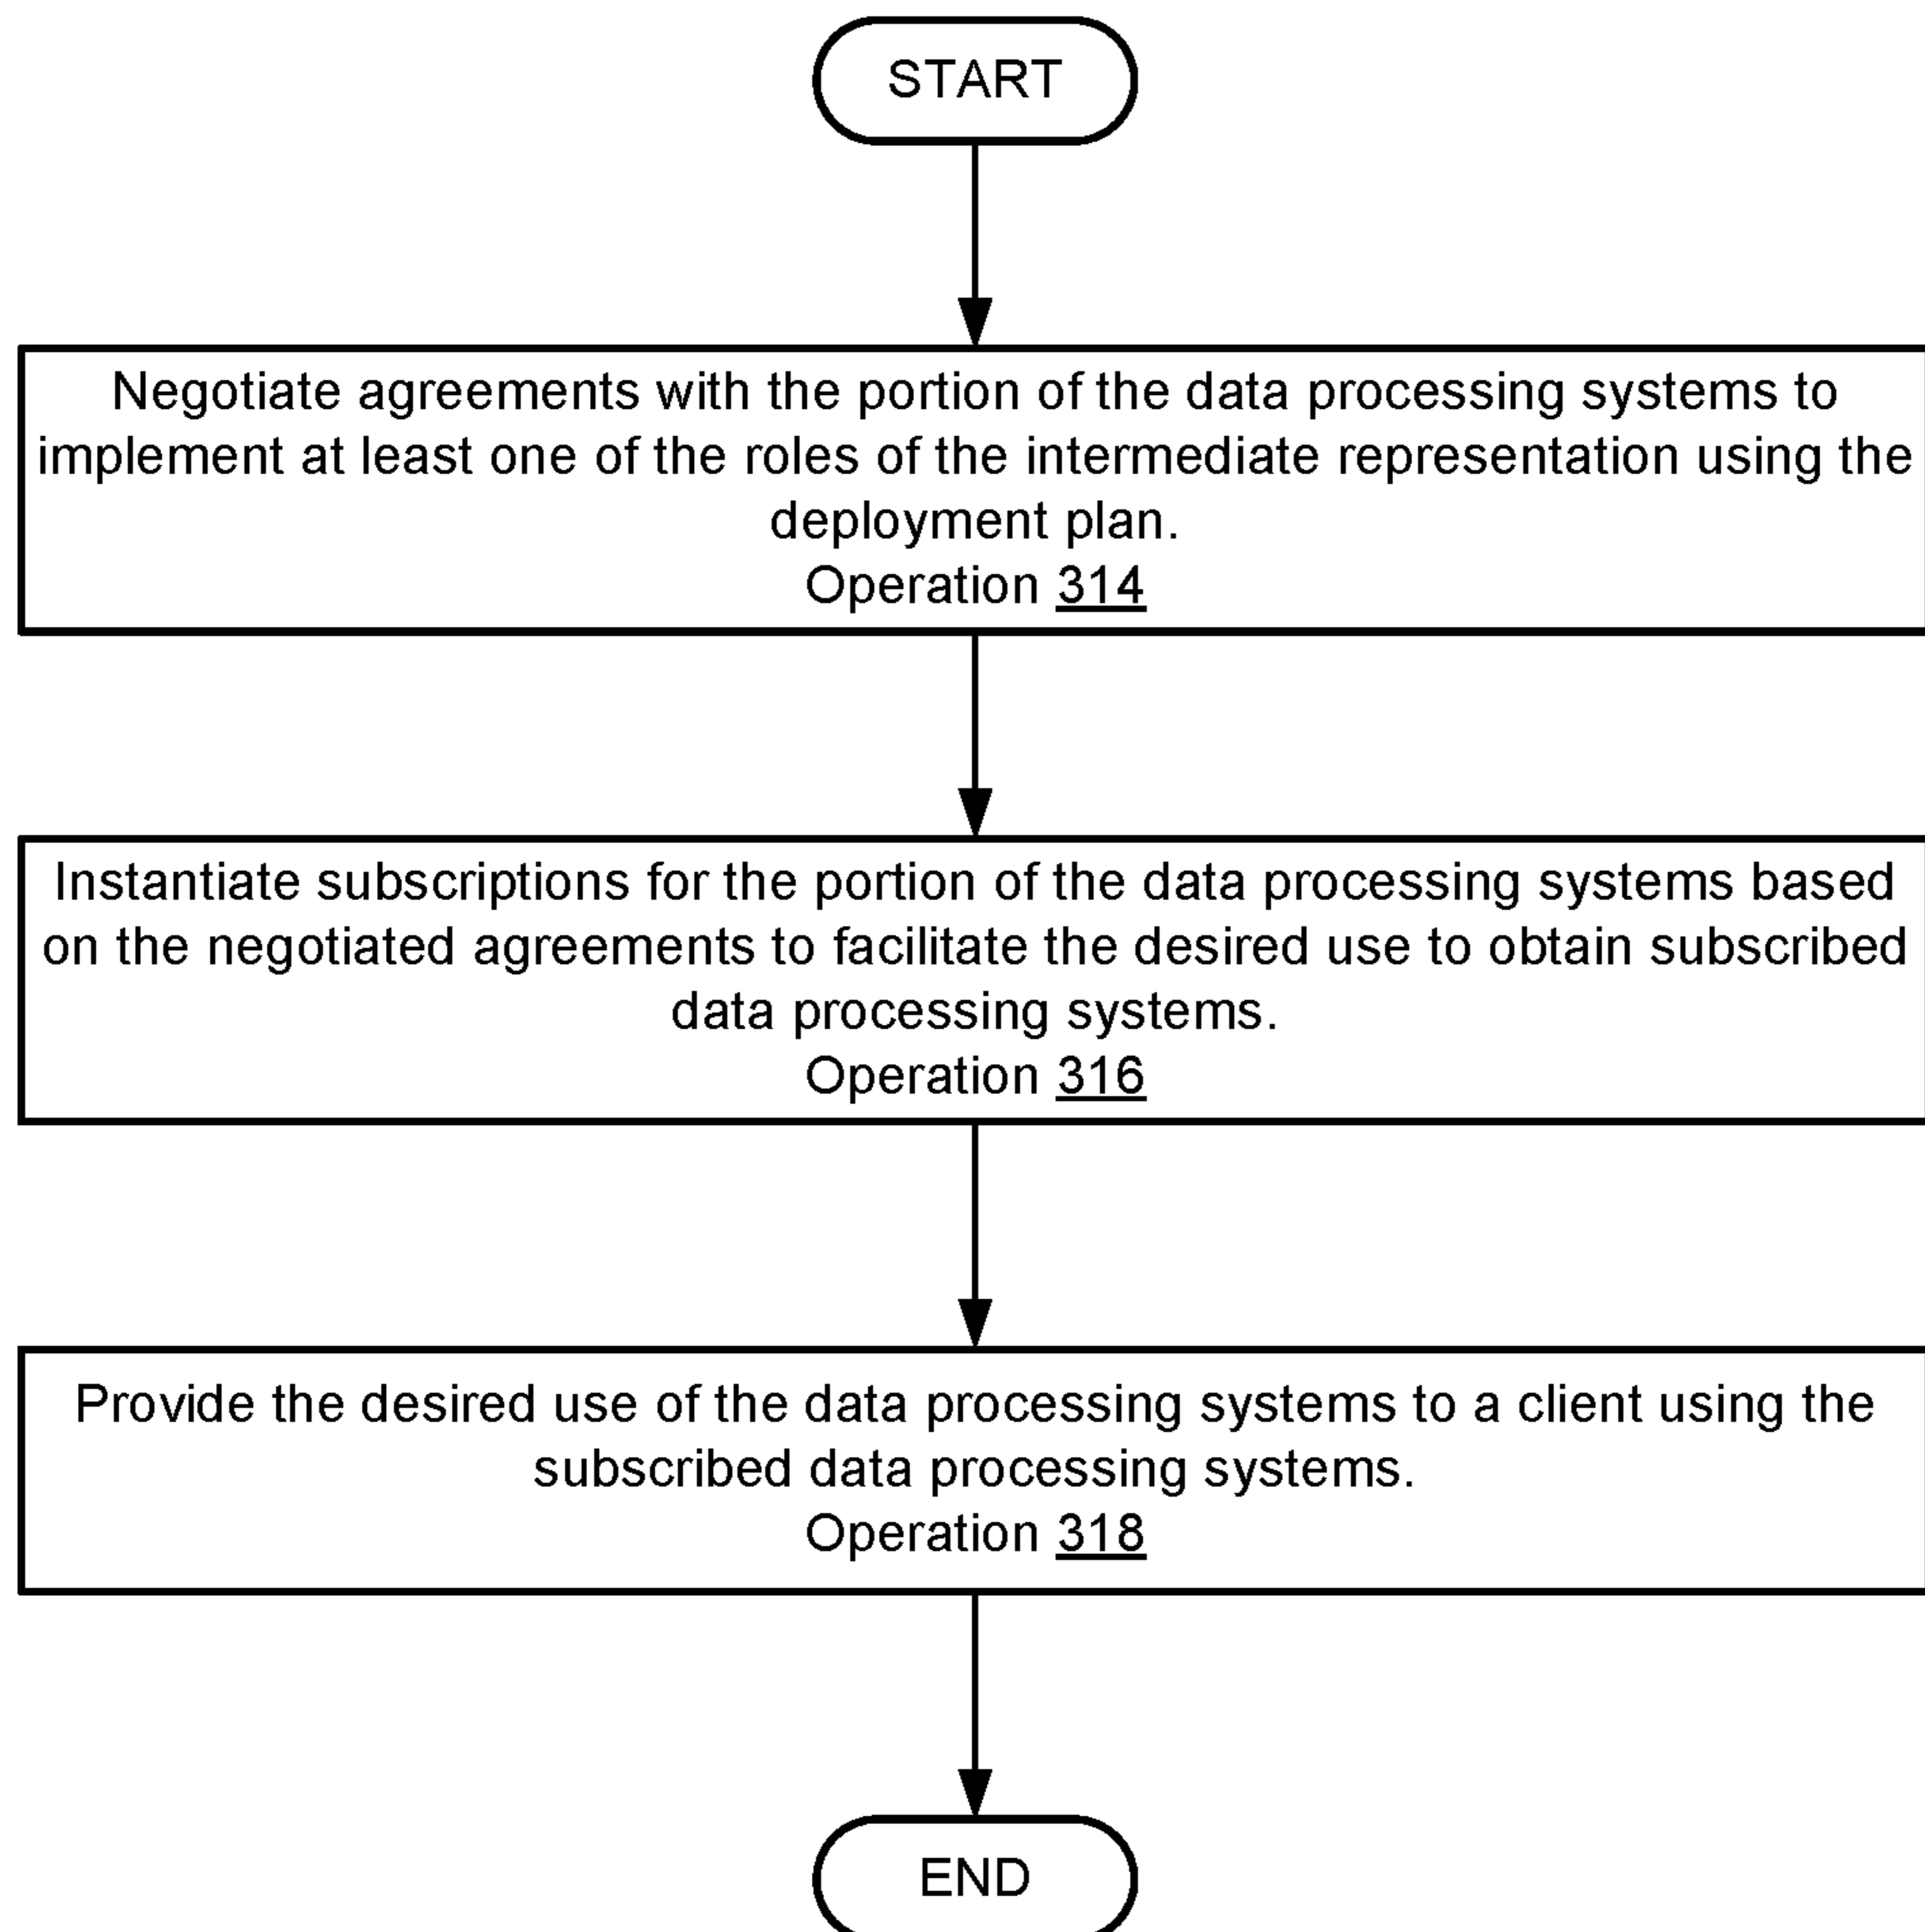 START
Negotiate agreements with the portion of the data processing systems to
implement at least one of the roles of the intermediate representation using the
deployment plan.
Operation 314
Instantiate subscriptions for the portion of the data processing systems based
on the negotiated agreements to facilitate the desired use to obtain subscribed
data processing systems.
Operation 316
Provide the desired use of the data processing systems to a client using the
subscribed data processing systems.
Operation 318
END